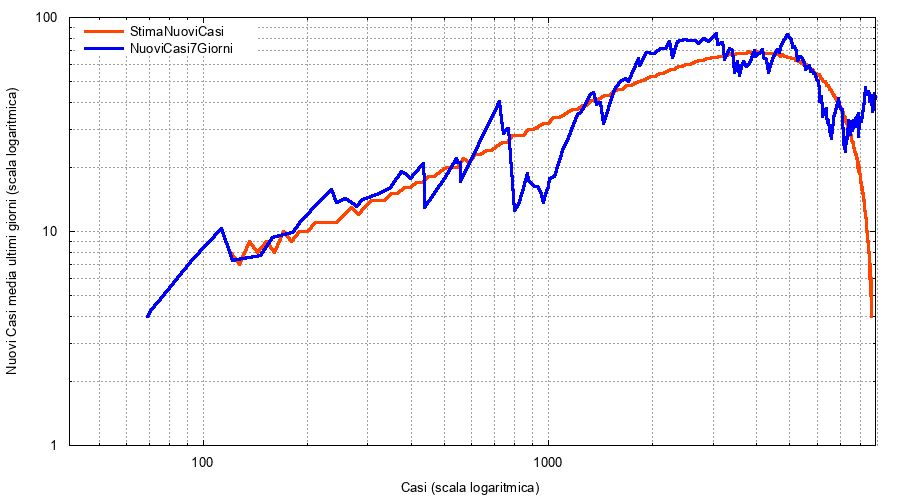 100
StimaNuoviCasi
NuoviCasi7Giorni
Nuovi Casi media ultimi giorni (scala logaritmica)
10
1
100
1000
Casi (scala logaritmica)